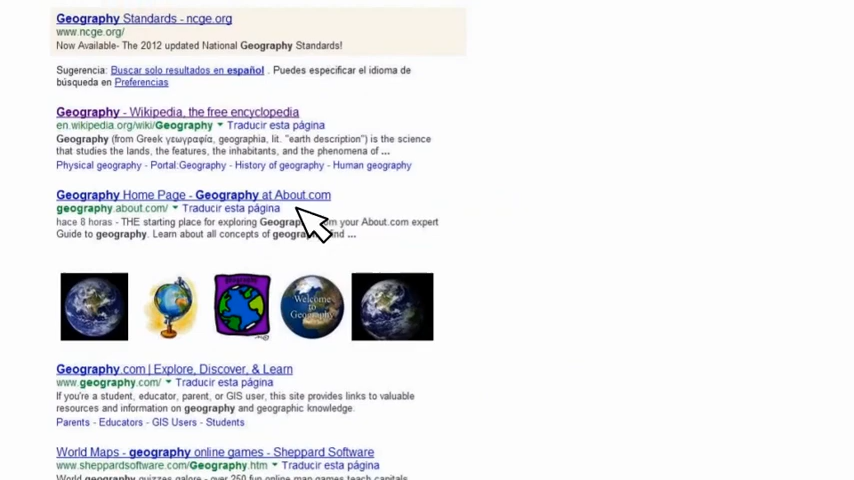 Geography Standards - ncge.org
www.ncge.org/
Now Available- The 2012 updated National Geography Standards!
Sugerencia: Buscar solo resultados en español . Puedes especificar el idioma de
búsqueda en Preferencias
Geography - Wikipedia, the free encyclopedia
en.wikipedia.org/wiki/Geography Traducir esta página
Geography (from Greek γεωγραφία, geographia, lit. "earth description") is the science
that studies the lands, the features, the inhabitants, and the phenomena of ...
Physical geography - Portal:Geography - History of geography - Human geography
Geography Home Page - Geography at About.com
geography.about.com/ Traducir esta página
hace 8 horas - THE starting place for exploring your About.com expert
Guide to geography. Learn about all concepts of find ...
Welcome
to
Geography
Geography.com | Explore, Discover, & Learn
www.geography.com/ Traducir esta página
If you're a student, educator, parent, or GIS user, this site provides links to valuable
resources and information on geography and geographic knowledge.
Parents - Educators - GIS Users - Students
World Maps - geography online games - Sheppard Software
www.sheppardsoftware.com/Geography.htm Traducir esta página
World geography quizzes galore - over 250 fun online map games teach capitals,